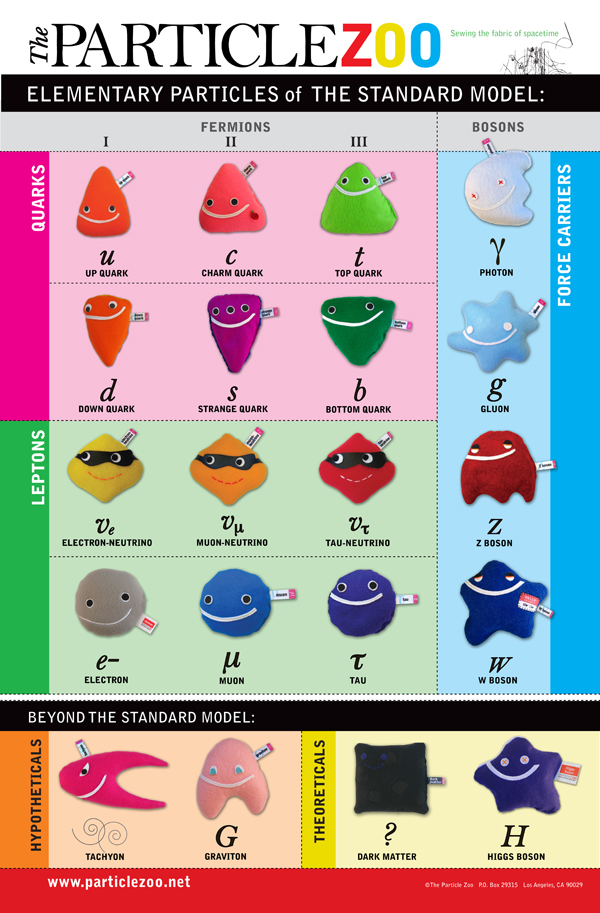 The PARTICLE ZOO
Sewing the fabric of spacetime
ELEMENTARY PARTICLES of THE STANDARD MODEL:
FERMIONS
BOSONS
I II III
QUARKS
FORCE CARRIERS
u c t γ
UP QUARK CHARM QUARK TOP QUARK PHOTON
d s b g
DOWN QUARK STRANGE QUARK BOTTOM QUARK GLUON
LEPTONS
νe νμ ντ Z
ELECTRON-NEUTRINO MUON-NEUTRINO TAU-NEUTRINO Z BOSON
e− μ τ W
ELECTRON MUON TAU W BOSON
BEYOND THE STANDARD MODEL:
HYPOTHETICALS
THEORETICALS
G ? H
TACHYON GRAVITON DARK MATTER HIGGS BOSON
www.particlezoo.net
©The Particle Zoo P.O. Box 29315 Los Angeles, CA 90029